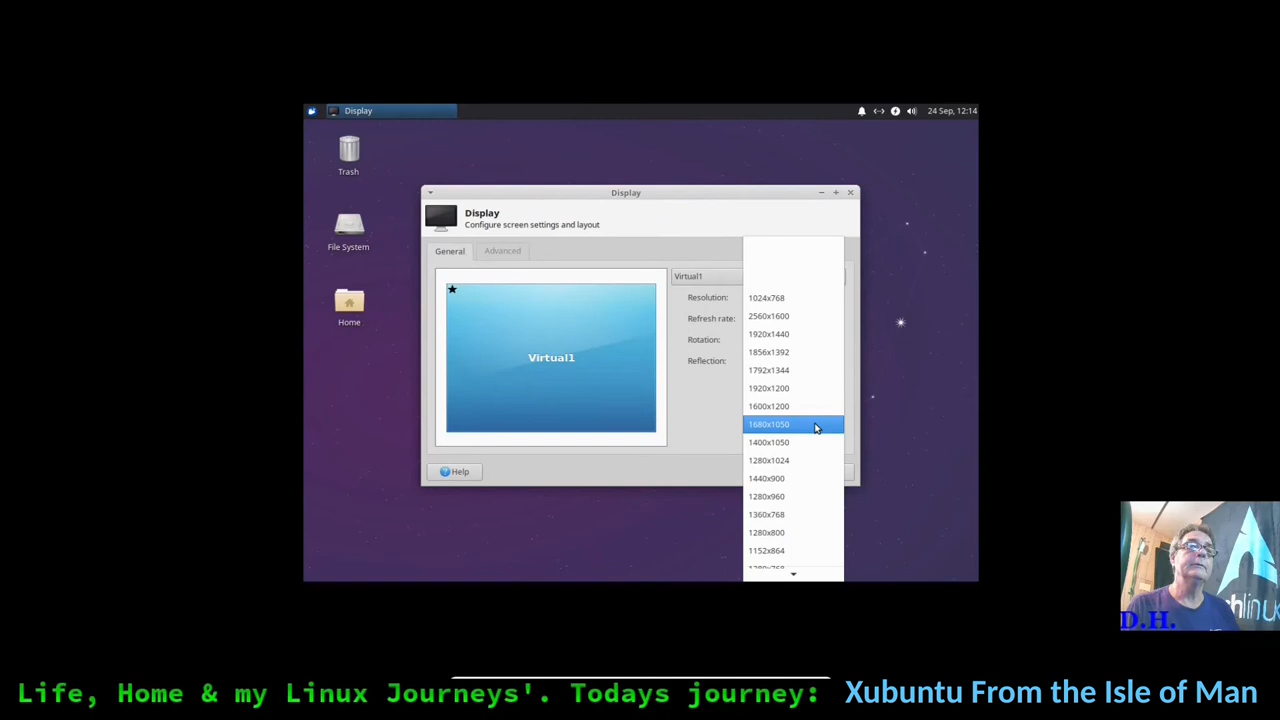 Display
24 Sep, 12:14
Trash
File System
Home
Display
Display
Configure screen settings and layout
General
Advanced
Virtual1
Virtual1
Resolution:
Refresh rate:
Rotation:
Reflection:
1024x768
2560x1600
1920x1440
1856x1392
1792x1344
1920x1200
1600x1200
1680x1050
1400x1050
1280x1024
1440x900
1280x960
1360x768
1280x800
1152x864
1280x768
Help
chlinux
D.H.
Life, Home & my Linux Journeys'. Todays journey: Xubuntu From the Isle of Man